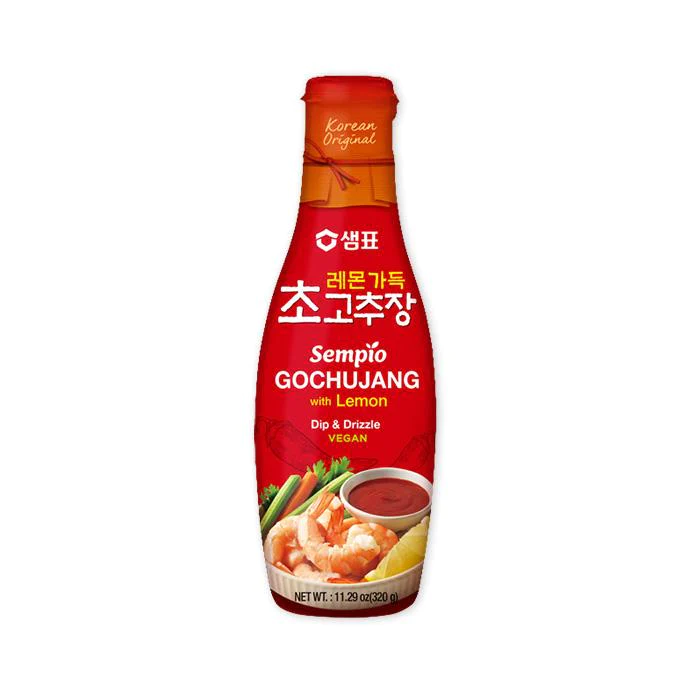 Korean
Original
샘표
레몬 가득
초고추장
Sempio
GOCHUJANG
with Lemon
Dip & Drizzle
VEGAN
NET WT. : 11.29 oz(320 g)